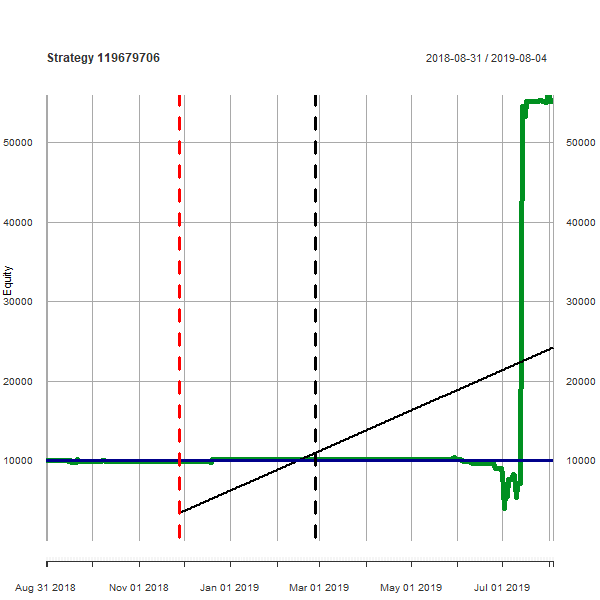 Strategy 119679706
2018-08-31 / 2019-08-04
50000
50000
40000
40000
Equity
30000
30000
20000
20000
10000
10000
Aug 31 2018
Nov 01 2018
Jan 01 2019
Mar 01 2019
May 01 2019
Jul 01 2019